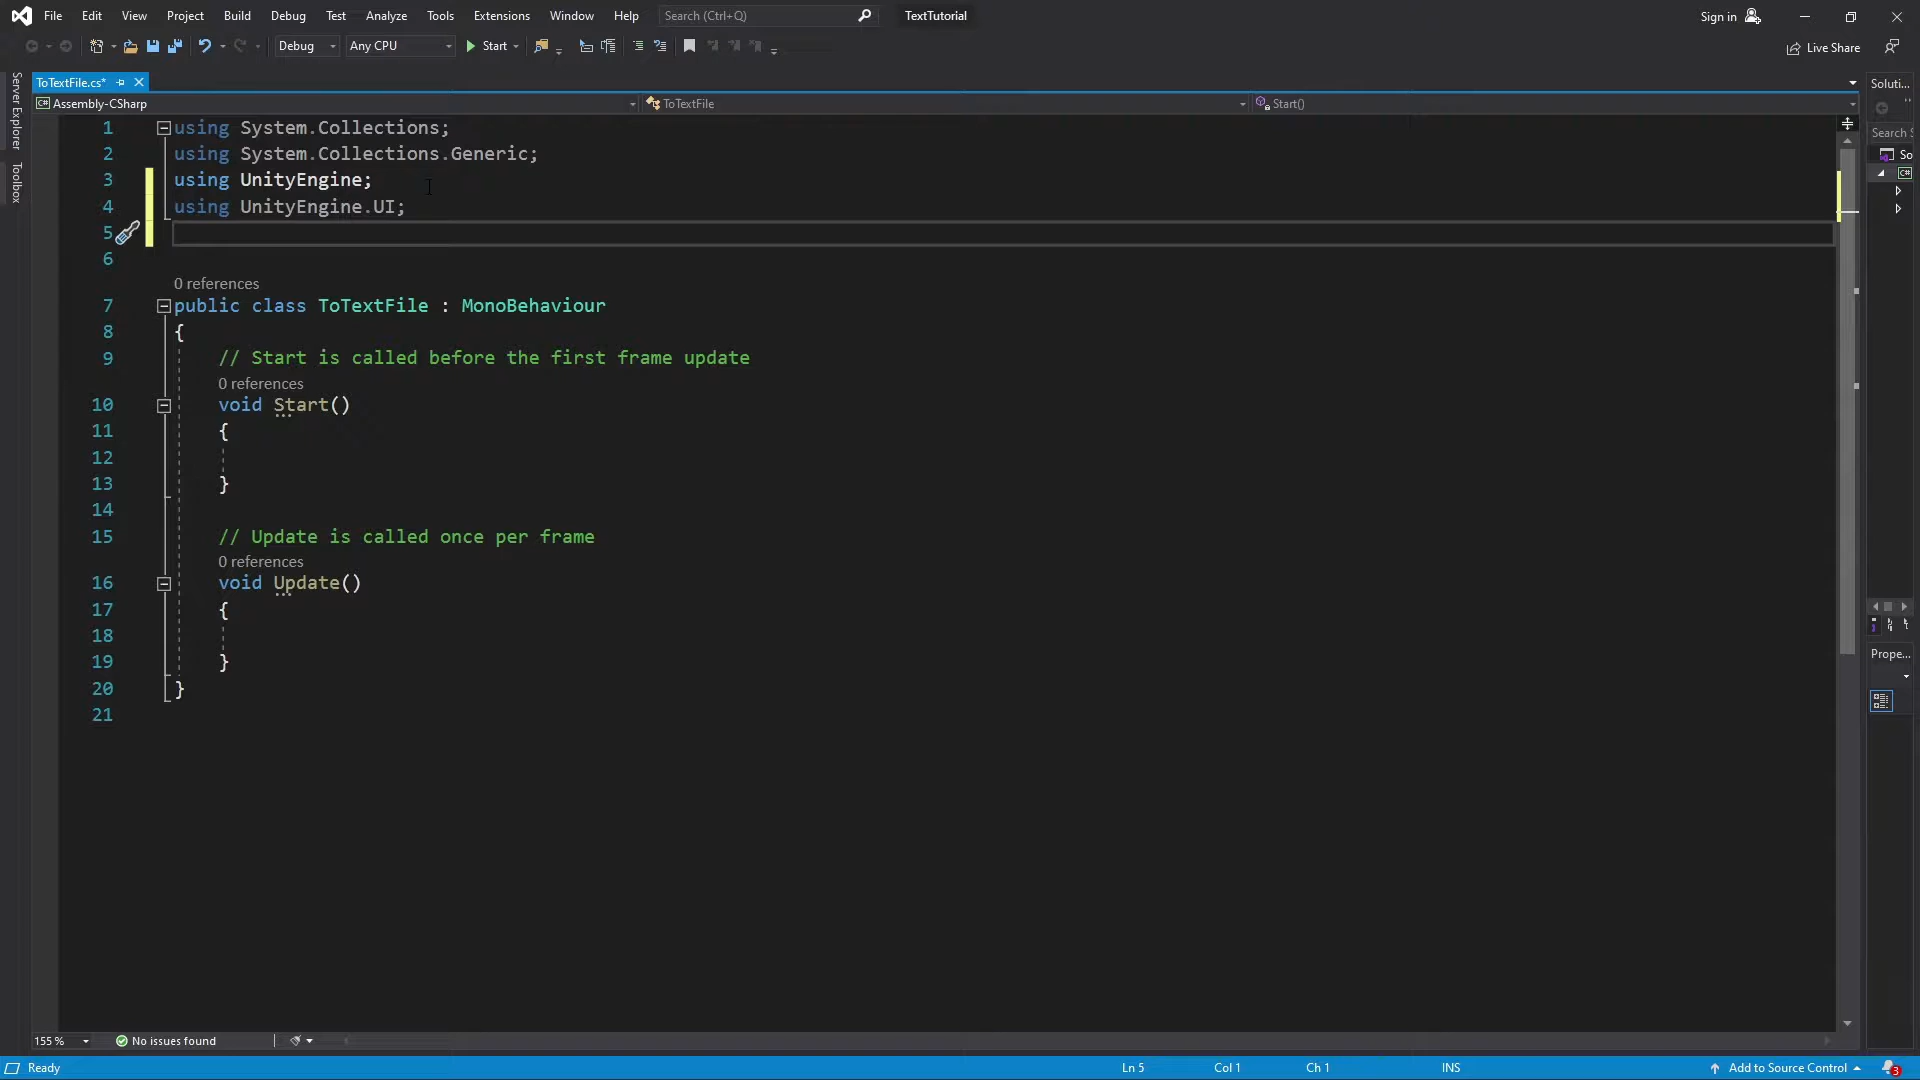 File Edit View Project Build Debug Test Analyze Tools Extensions Window Help Search (Ctrl+Q) TextTutorial Sign in
Debug Any CPU Start Live Share
Server Explorer
Toolbox
ToTextFile.cs*
Soluti...
Assembly-CSharp ToTextFile Start()
Search S
So
1 using System.Collections;
2 using System.Collections.Generic;
3 using UnityEngine;
4 using UnityEngine.UI;
5
6
0 references
7 public class ToTextFile : MonoBehaviour
8 {
9 // Start is called before the first frame update
0 references
10 void Start()
11 {
12
13 }
14
15 // Update is called once per frame
0 references
16 void Update()
17 {
18
19 }
20 }
21
Prope...
155 % No issues found
Ready Ln 5 Col 1 Ch 1 INS Add to Source Control 3